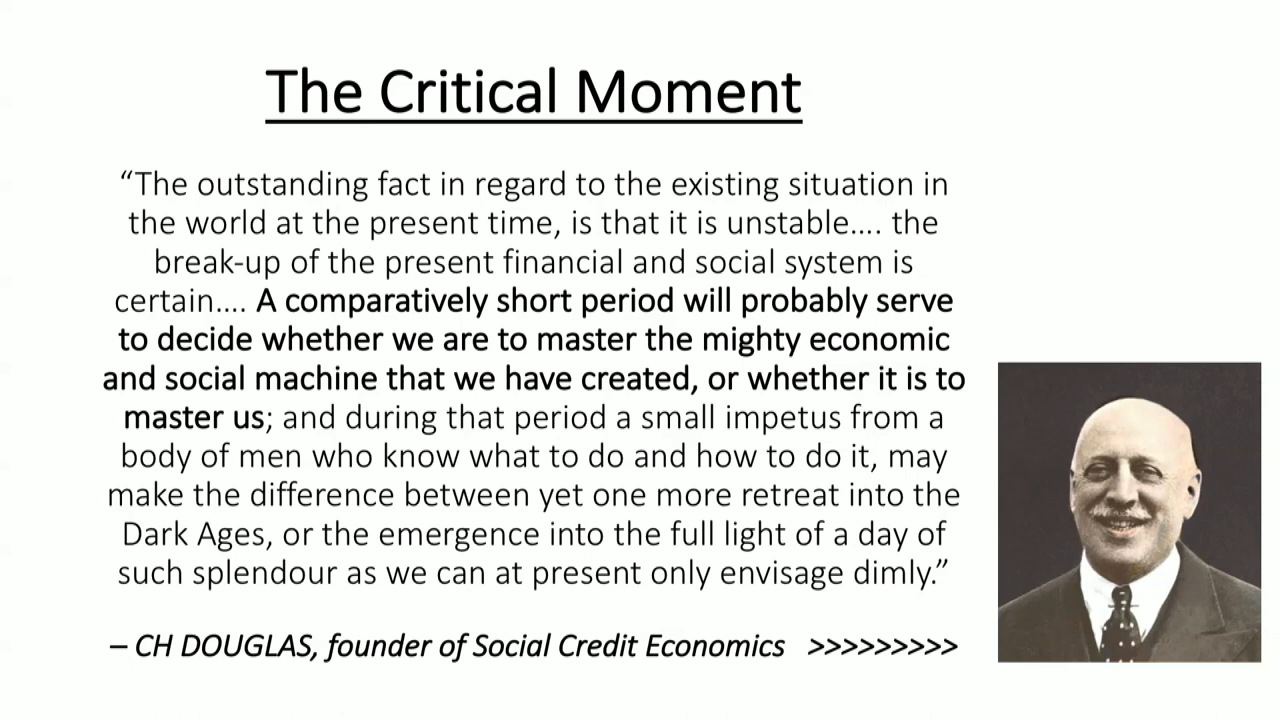 The Critical Moment
“The outstanding fact in regard to the existing situation in
the world at the present time, is that it is unstable…. the
break-up of the present financial and social system is
certain…. A comparatively short period will probably serve
to decide whether we are to master the mighty economic
and social machine that we have created, or whether it is to
master us; and during that period a small impetus from a
body of men who know what to do and how to do it, may
make the difference between yet one more retreat into the
Dark Ages, or the emergence into the full light of a day of
such splendour as we can at present only envisage dimly.”
– CH DOUGLAS, founder of Social Credit Economics >>>>>>>>>